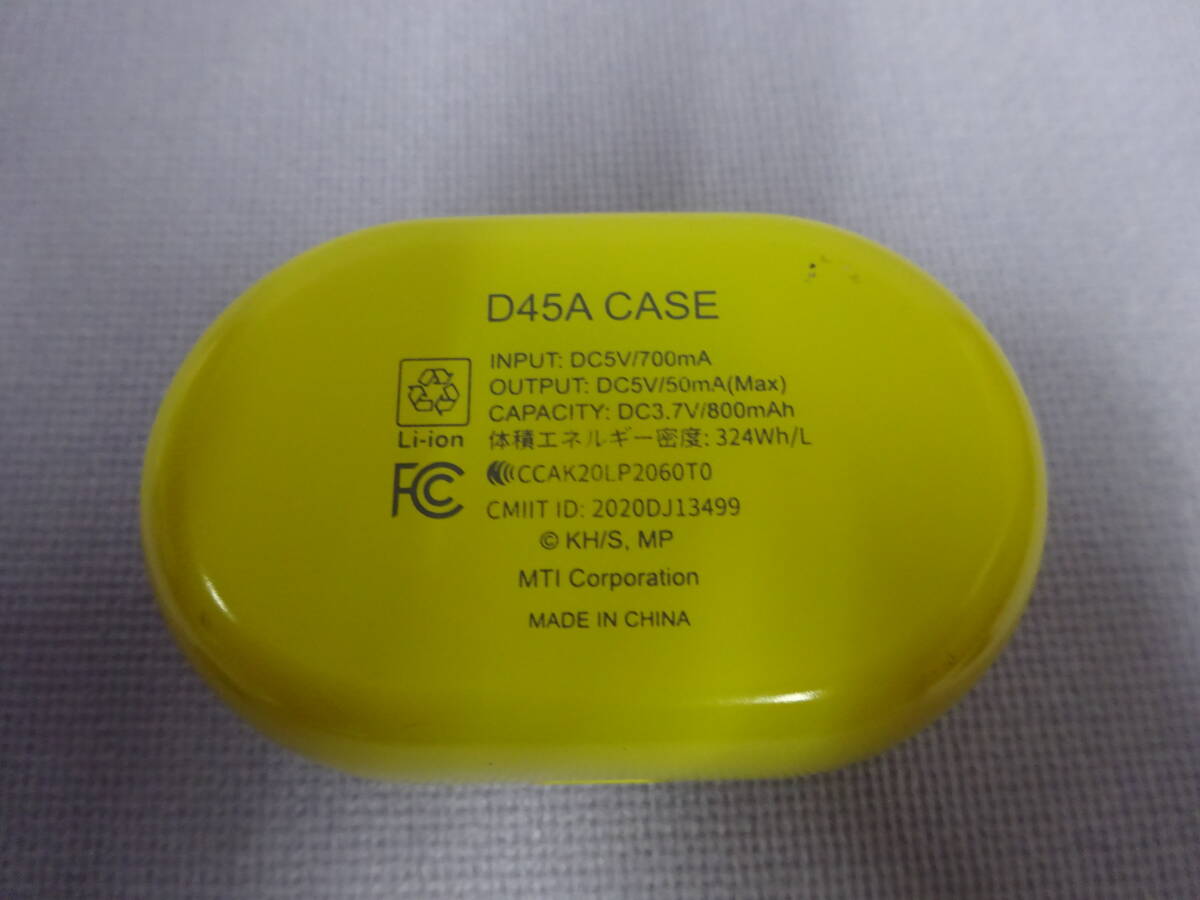 D45A CASE
INPUT: DC5V/700mA
OUTPUT: DC5V/50mA(Max)
CAPACITY: DC3.7V/800mAh
Li-ion 体積エネルギー密度: 324Wh/L
FC CCAK20LP2060T0
CMIIT ID: 2020DJ13499
© KH/S, MP
MTI Corporation
MADE IN CHINA